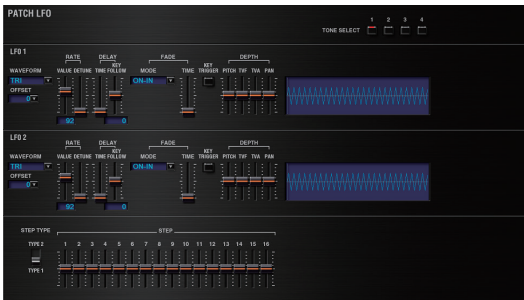 PATCH LFO
TONE SELECT 1 2 3 4
LFO 1
RATE DELAY FADE DEPTH
KEY KEY
WAVEFORM VALUE DETUNE TIME FOLLOW MODE TIME TRIGGER PITCH TVF TVA PAN
TRI ON-IN
OFFSET
0
92 0
LFO 2
RATE DELAY FADE DEPTH
KEY KEY
WAVEFORM VALUE DETUNE TIME FOLLOW MODE TIME TRIGGER PITCH TVF TVA PAN
TRI ON-IN
OFFSET
0
92 0
STEP TYPE STEP
TYPE 2 1 2 3 4 5 6 7 8 9 10 11 12 13 14 15 16
TYPE 1